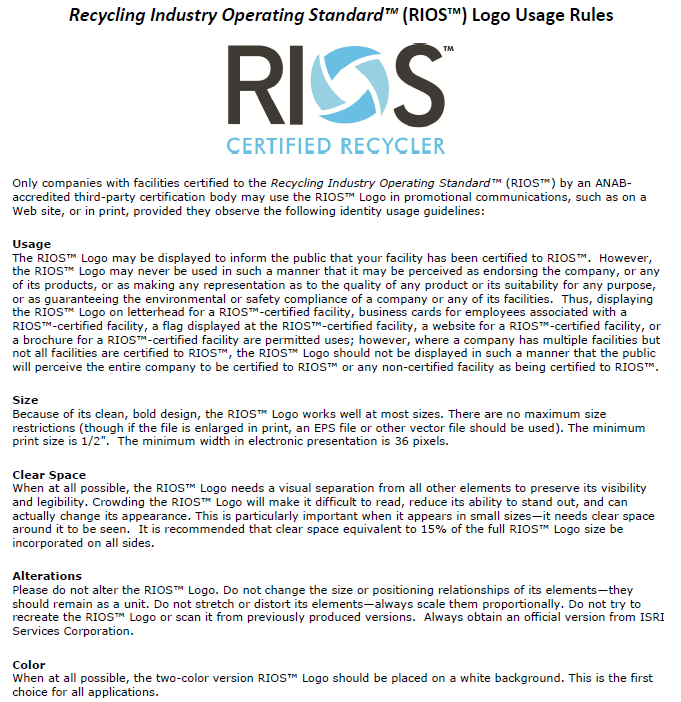 Recycling Industry Operating Standard™ (RIOS™) Logo Usage Rules
RIOS™
CERTIFIED RECYCLER
Only companies with facilities certified to the Recycling Industry Operating Standard™ (RIOS™) by an ANAB-
accredited third-party certification body may use the RIOS™ Logo in promotional communications, such as on a
Web site, or in print, provided they observe the following identity usage guidelines:
Usage
The RIOS™ Logo may be displayed to inform the public that your facility has been certified to RIOS™.  However,
the RIOS™ Logo may never be used in such a manner that it may be perceived as endorsing the company, or any
of its products, or as making any representation as to the quality of any product or its suitability for any purpose,
or as guaranteeing the environmental or safety compliance of a company or any of its facilities.  Thus, displaying
the RIOS™ Logo on letterhead for a RIOS™-certified facility, business cards for employees associated with a
RIOS™-certified facility, a flag displayed at the RIOS™-certified facility, a website for a RIOS™-certified facility, or
a brochure for a RIOS™-certified facility are permitted uses; however, where a company has multiple facilities but
not all facilities are certified to RIOS™, the RIOS™ Logo should not be displayed in such a manner that the public
will perceive the entire company to be certified to RIOS™ or any non-certified facility as being certified to RIOS™.
Size
Because of its clean, bold design, the RIOS™ Logo works well at most sizes. There are no maximum size
restrictions (though if the file is enlarged in print, an EPS file or other vector file should be used). The minimum
print size is 1/2".  The minimum width in electronic presentation is 36 pixels.
Clear Space
When at all possible, the RIOS™ Logo needs a visual separation from all other elements to preserve its visibility
and legibility. Crowding the RIOS™ Logo will make it difficult to read, reduce its ability to stand out, and can
actually change its appearance. This is particularly important when it appears in small sizes—it needs clear space
around it to be seen.  It is recommended that clear space equivalent to 15% of the full RIOS™ Logo size be
incorporated on all sides.
Alterations
Please do not alter the RIOS™ Logo. Do not change the size or positioning relationships of its elements—they
should remain as a unit. Do not stretch or distort its elements—always scale them proportionally. Do not try to
recreate the RIOS™ Logo or scan it from previously produced versions.  Always obtain an official version from ISRI
Services Corporation.
Color
When at all possible, the two-color version RIOS™ Logo should be placed on a white background. This is the first
choice for all applications.